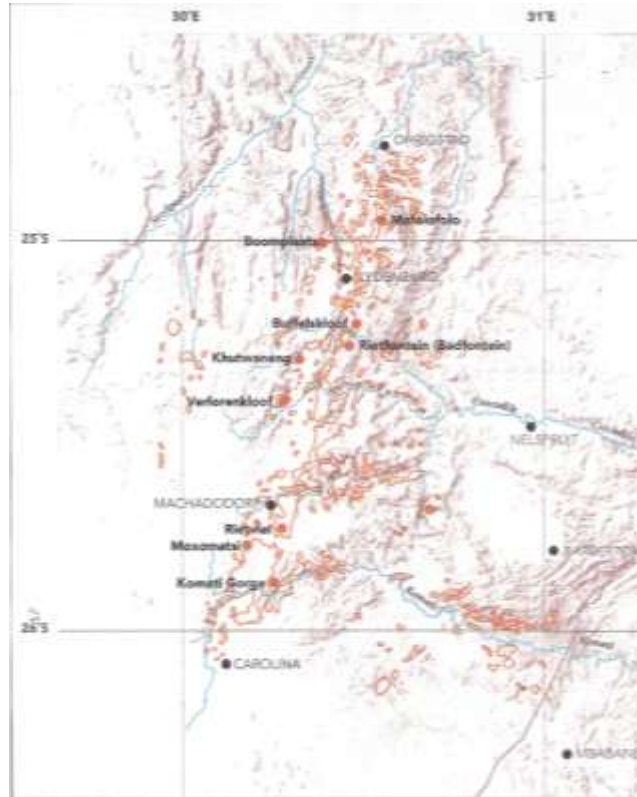 30°E
31°E
OHRIGSTAD
25°S
Boomplaats
LYDENBURG
Buffelskloof
Rietfontein (Badfontein)
Khutwaneng
Verlorenkloof
NELSPRUIT
MACHADODORP
Rietvlei
Moxomatsi
Komati Gorge
26°S
CAROLINA
MBABANE